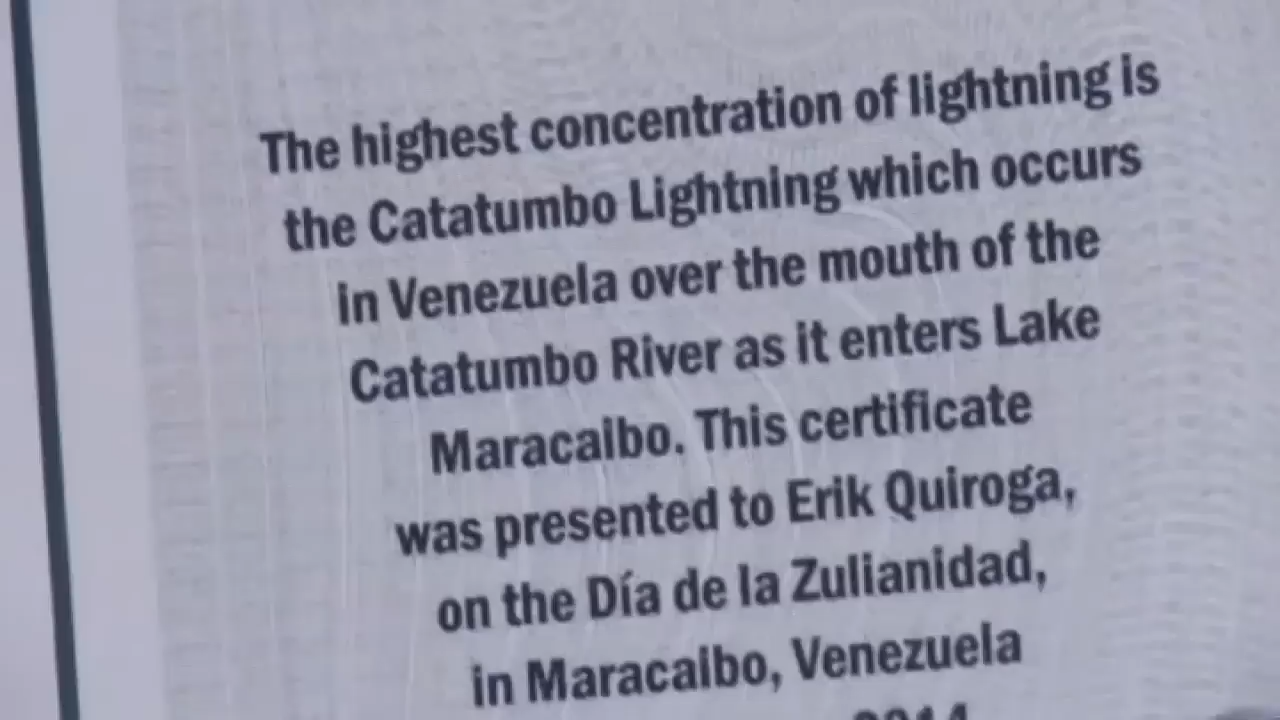 The highest concentration of lightning is
the Catatumbo Lightning which occurs
in Venezuela over the mouth of the
Catatumbo River as it enters Lake
Maracaibo. This certificate
was presented to Erik Quiroga,
on the Día de la Zulianidad,
in Maracaibo, Venezuela